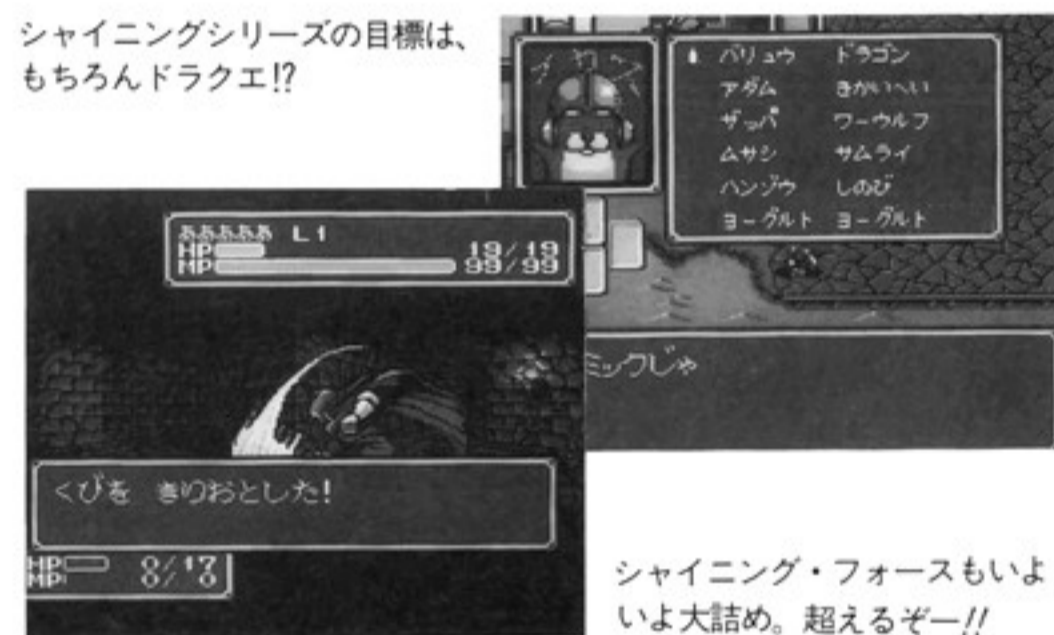 シャイニングシリーズの目標は、
もちろんドラクエ!?
バリュウ ドラゴン
アダム きかいへい
ザッパ ワーウルフ
ムサシ サムライ
ハンゾウ しのび
ヨーグルト ヨーグルト
ミックじゃ
あああああ L1
HP 19/19
MP 99/99
くびを きりおとした!
HP 0/17
MP 0/ 0
シャイニング・フォースもいよ
いよ大詰め。超えるぞー!!